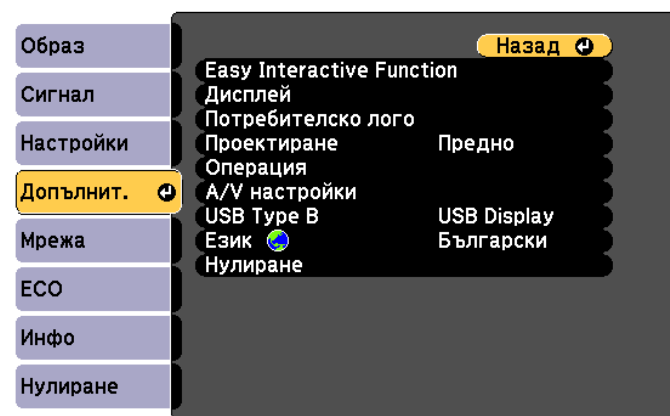 Образ
Сигнал
Настройки
Допълнит.
Мрежа
ECO
Инфо
Нулиране
Назад
Easy Interactive Function
Дисплей
Потребителско лого
Проектиране Предно
Операция
A/V настройки
USB Type B USB Display
Език Български
Нулиране